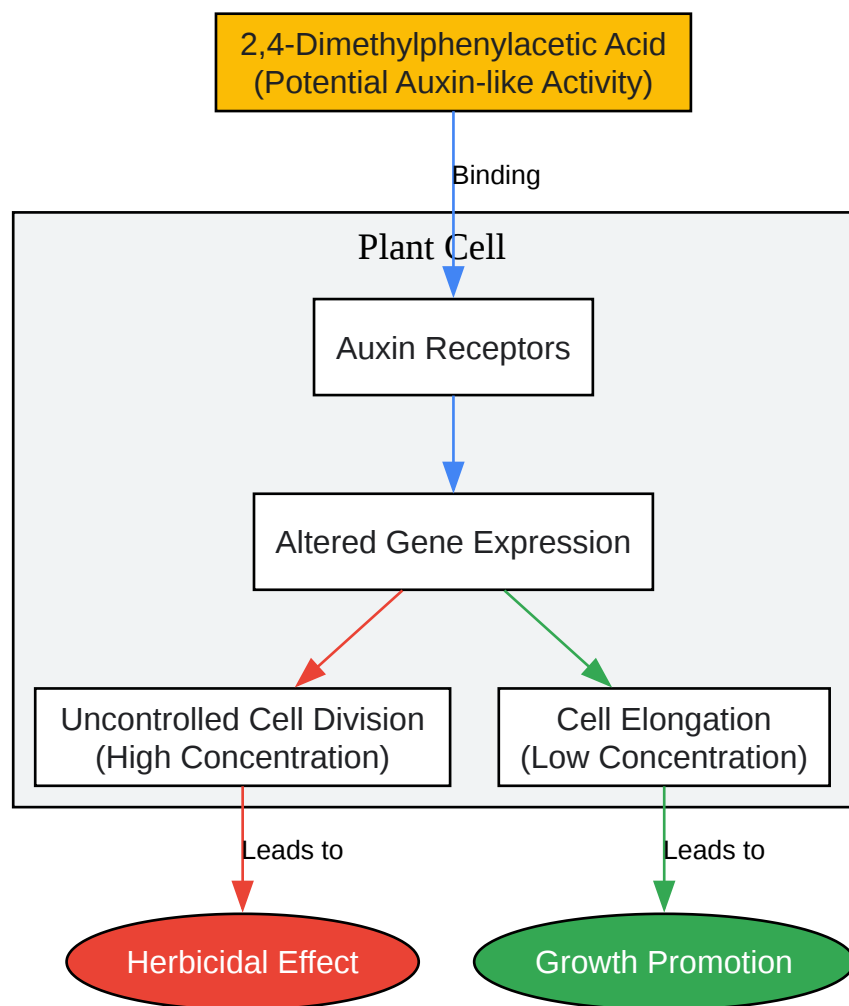 2,4-Dimethylphenylacetic Acid
(Potential Auxin-like Activity)
Binding
Plant Cell
Auxin Receptors
Altered Gene Expression
Uncontrolled Cell Division
(High Concentration)
Cell Elongation
(Low Concentration)
Leads to
Leads to
Herbicidal Effect
Growth Promotion